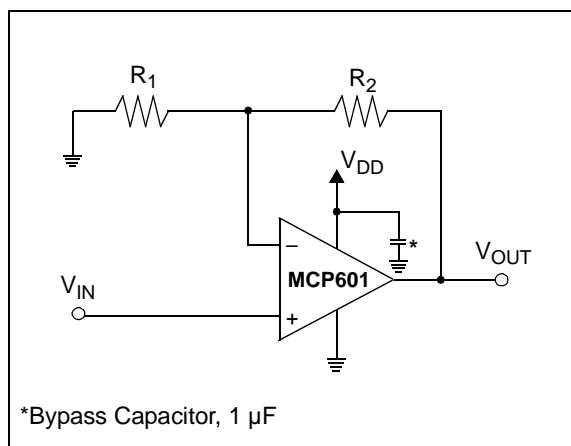 R1
R2
VDD
*
VOUT
–
MCP601
VIN
+
*Bypass Capacitor, 1 µF